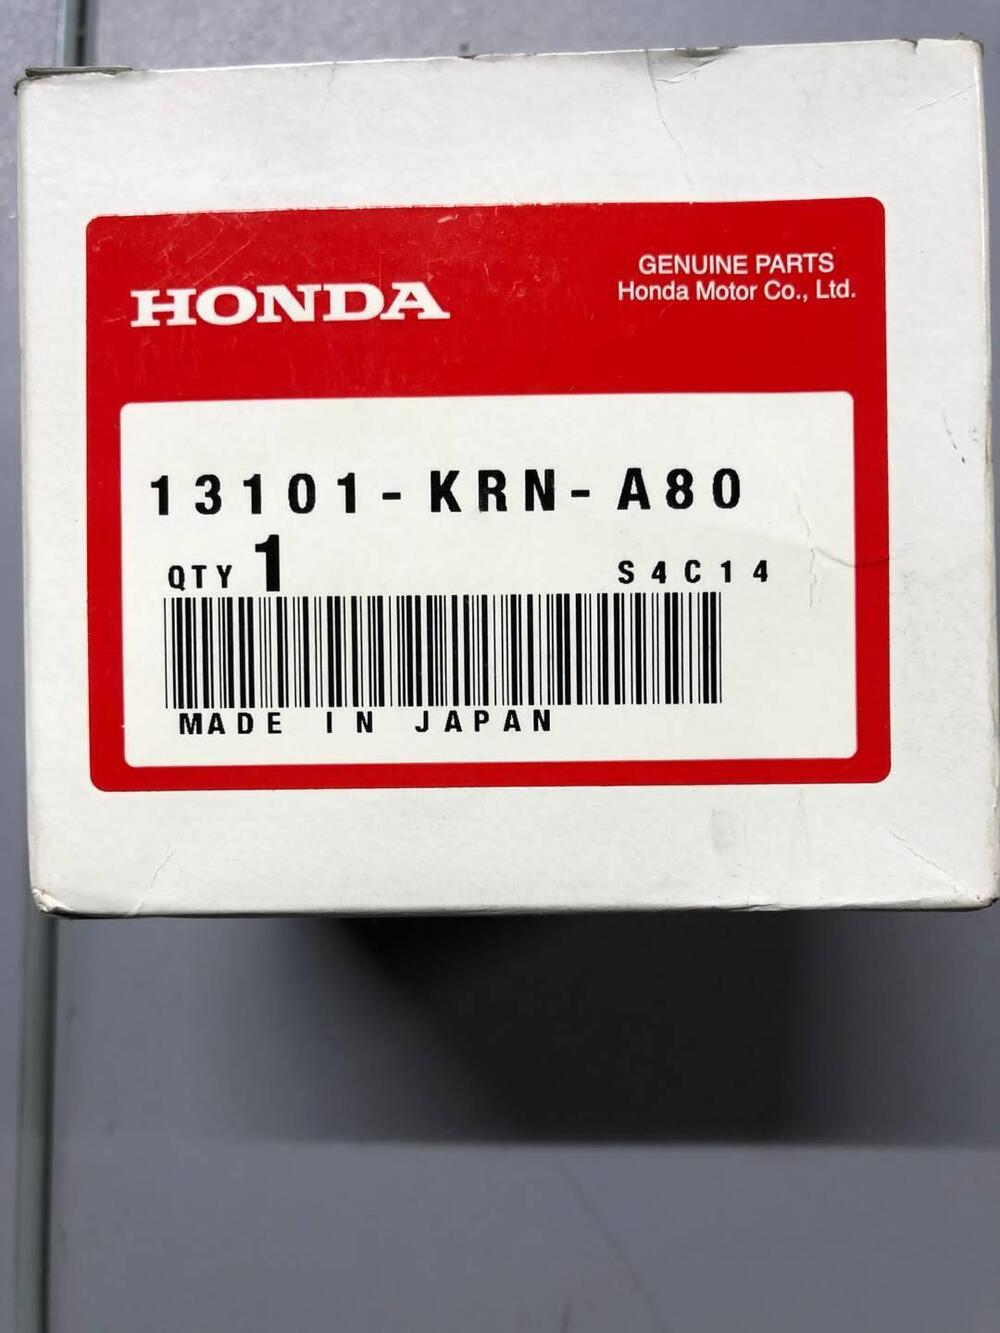 HONDA
GENUINE PARTS
Honda Motor Co., Ltd.
13101-KRN-A80
QTY 1 S4C14
MADE IN JAPAN